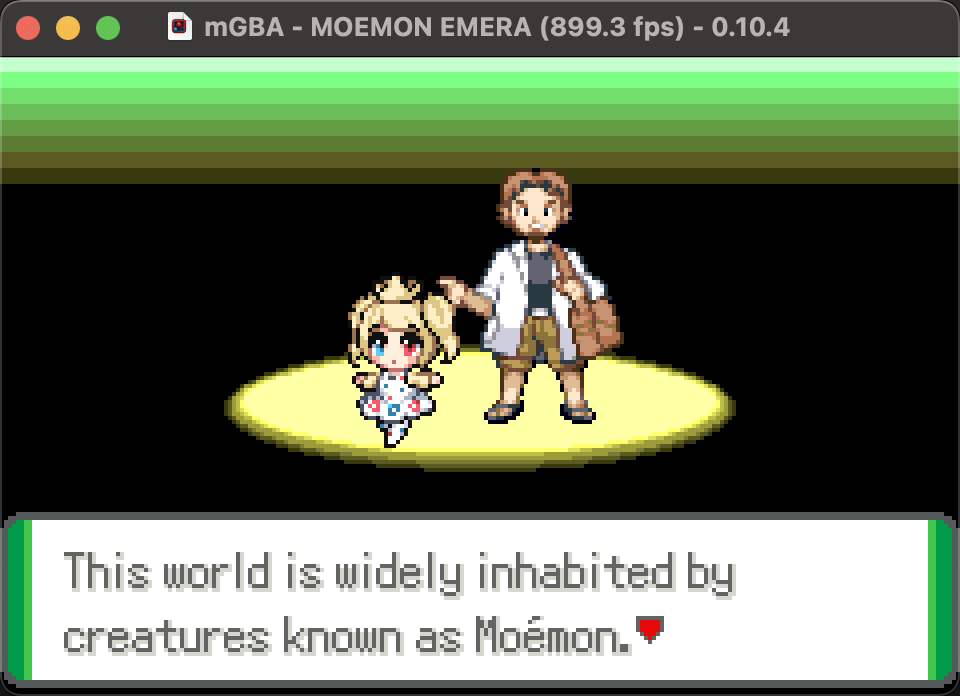 mGBA - MOEMON EMERA (899.3 fps) - 0.10.4
This world is widely inhabited by
creatures known as Moémon.